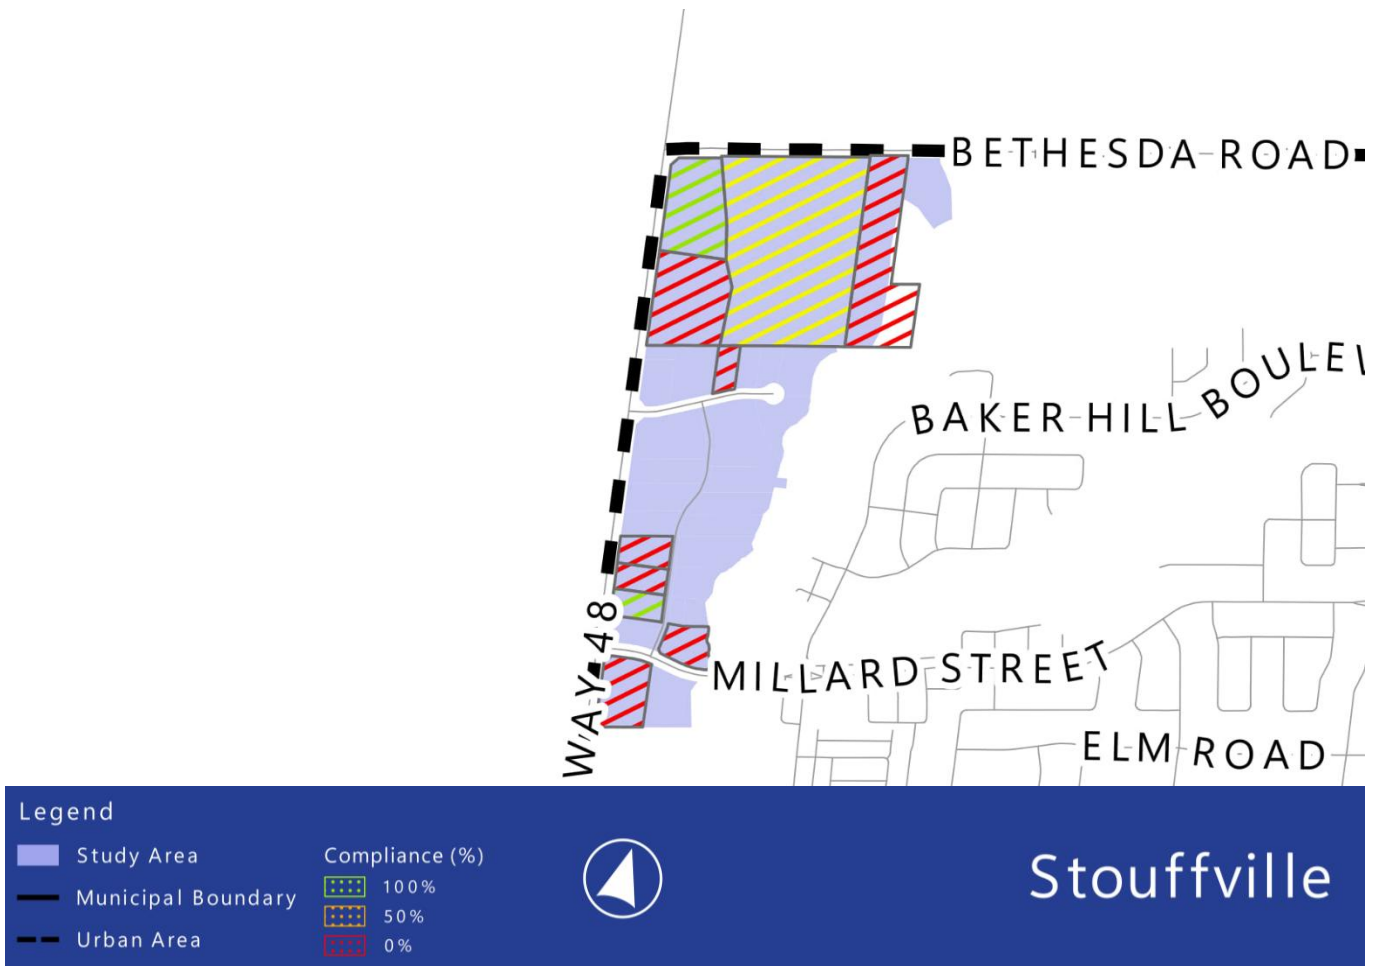 BETHESDA ROAD
BAKER HILL BOULE
WAY 48
MILLARD STREET
ELM ROAD
Legend
Study Area
Municipal Boundary
Urban Area
Compliance (%)
100%
50%
0%
Stouffville